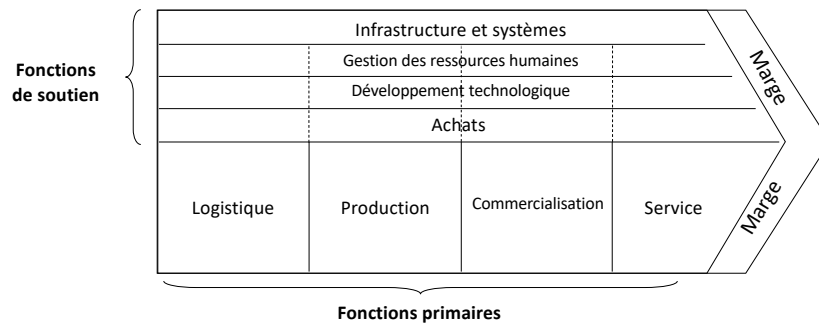 Infrastructure et systèmes
Gestion des ressources humaines
Développement technologique
Achats
Fonctions
de soutien
Marge
Logistique
Production
Commercialisation
Service
Marge
Fonctions primaires